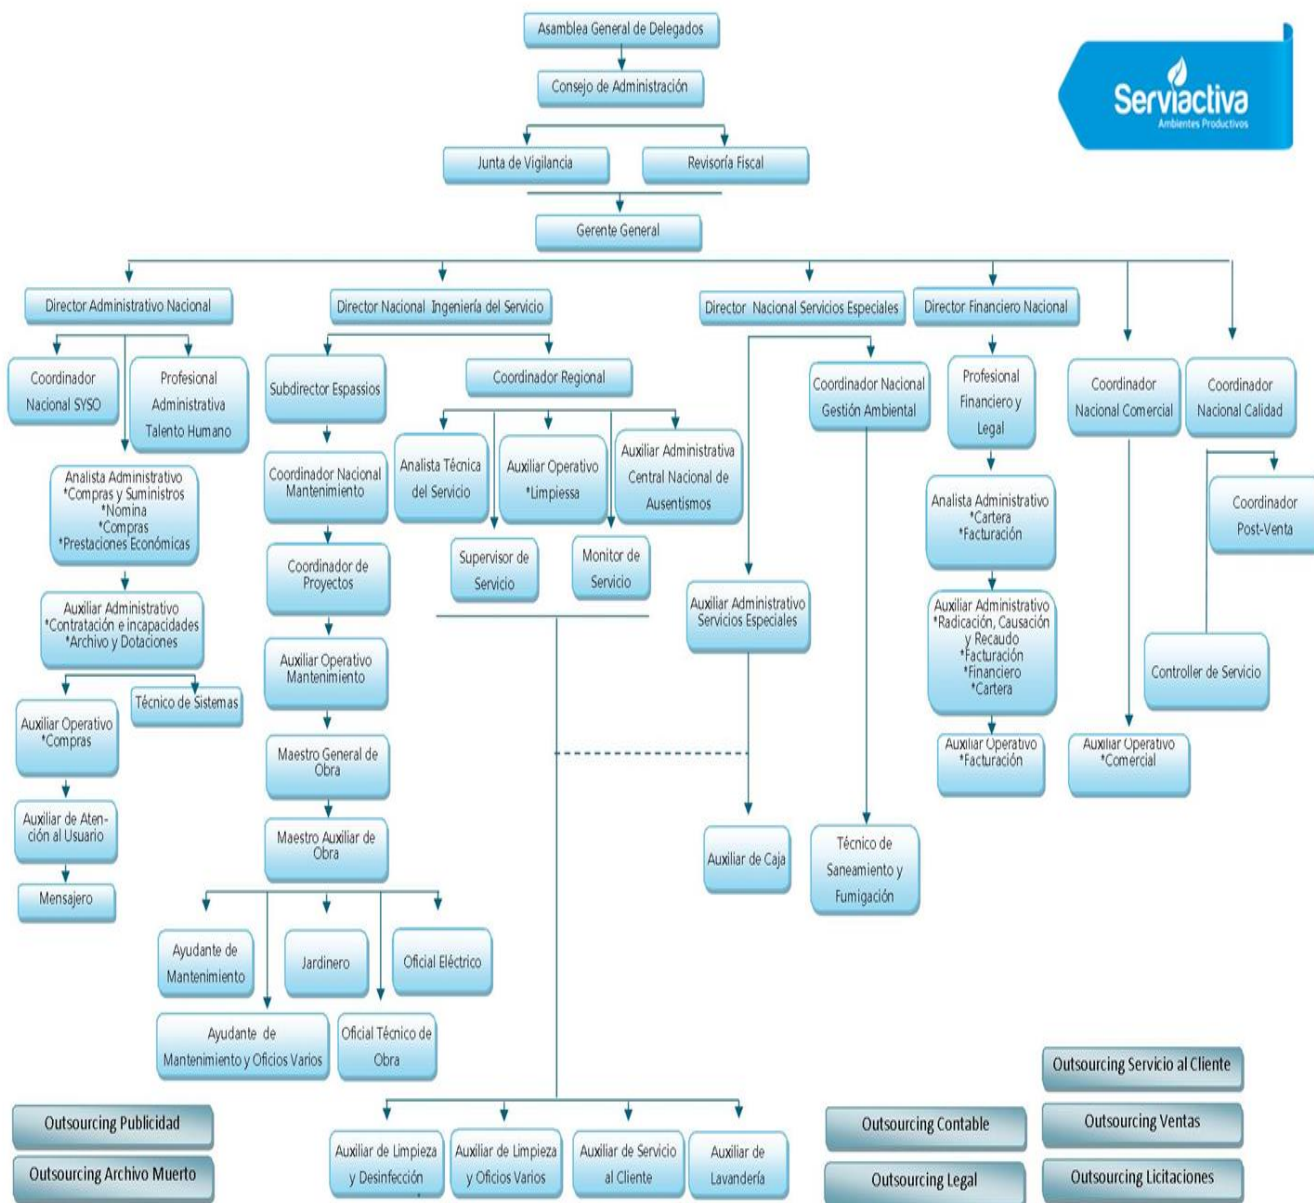 Asamblea General de Delegados
Serviactiva
Ambientes Productivos
Consejo de Administración
Junta de Vigilancia
Revisoría Fiscal
Gerente General
Director Administrativo Nacional
Director Nacional Ingeniería del Servicio
Director Nacional Servicios Especiales
Director Financiero Nacional
Coordinador
Nacional SYSO
Profesional
Administrativa
Talento Humano
Subdirector Espassios
Coordinador Regional
Coordinador Nacional
Gestión Ambiental
Profesional
Financiero y
Legal
Coordinador
Nacional Comercial
Coordinador
Nacional Calidad
Analista Administrativo
*Compras y Suministros
*Nomina
*Compras
*Prestaciones Económicas
Coordinador Nacional
Mantenimiento
Analista Técnica
del Servicio
Auxiliar Operativo
*Limpiessa
Auxiliar Administrativa
Central Nacional de
Ausentismos
Analista Administrativo
*Cartera
*Facturación
Coordinador
Post-Venta
Coordinador de
Proyectos
Supervisor de
Servicio
Monitor de
Servicio
Auxiliar Administrativo
*Contratación e incapacidades
*Archivo y Dotaciones
Auxiliar Administrativo
Servicios Especiales
Auxiliar Administrativo
*Radicación, Causación
y Recaudo
*Facturación
*Financiero
*Cartera
Auxiliar Operativo
Mantenimiento
Controller de Servicio
Técnico de Sistemas
Auxiliar Operativo
*Compras
Maestro General de
Obra
Auxiliar Operativo
*Facturación
Auxiliar Operativo
*Comercial
Auxiliar de Aten-
ción al Usuario
Maestro Auxiliar de
Obra
Auxiliar de Caja
Técnico de
Saneamiento y
Fumigación
Mensajero
Ayudante de
Mantenimiento
Jardinero
Oficial Eléctrico
Ayudante de
Mantenimiento y Oficios Varios
Oficial Técnico de
Obra
Outsourcing Servicio al Cliente
Outsourcing Publicidad
Outsourcing Contable
Outsourcing Ventas
Auxiliar de Limpieza
y Desinfección
Auxiliar de Limpieza
y Oficios Varios
Auxiliar de Servicio
al Cliente
Auxiliar de
Lavandería
Outsourcing Archivo Muerto
Outsourcing Legal
Outsourcing Licitaciones